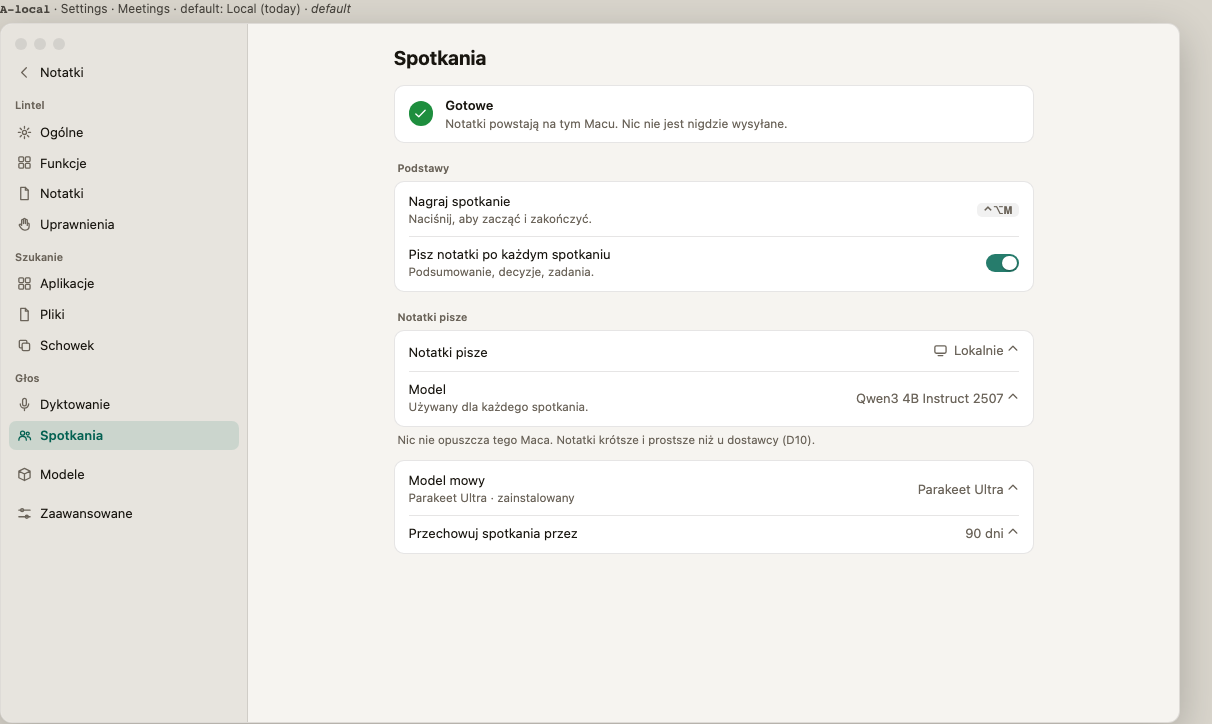 A-local · Settings · Meetings · default: Local (today) · default
Notatki
Lintel
Ogólne
Funkcje
Notatki
Uprawnienia
Szukanie
Aplikacje
Pliki
Schowek
Głos
Dyktowanie
Spotkania
Modele
Zaawansowane
Spotkania
Gotowe
Notatki powstają na tym Macu. Nic nie jest nigdzie wysyłane.
Podstawy
Nagraj spotkanie
Naciśnij, aby zacząć i zakończyć.
⌃⌥M
Pisz notatki po każdym spotkaniu
Podsumowanie, decyzje, zadania.
Notatki pisze
Notatki pisze
Lokalnie
Model
Używany dla każdego spotkania.
Qwen3 4B Instruct 2507
Nic nie opuszcza tego Maca. Notatki krótsze i prostsze niż u dostawcy (D10).
Model mowy
Parakeet Ultra · zainstalowany
Parakeet Ultra
Przechowuj spotkania przez
90 dni